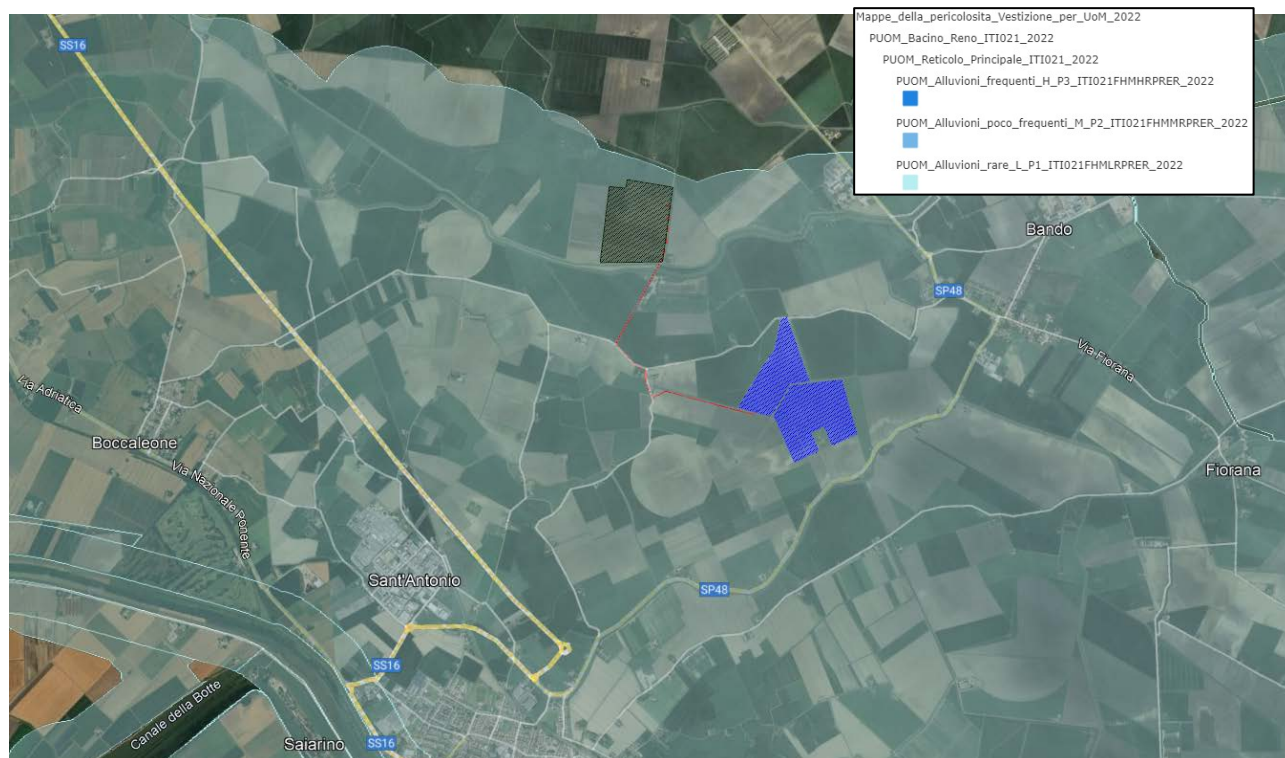 Mappe_della_pericolosita_Vestizione_per_UoM_2022
PUOM_Bacino_Reno_ITI021_2022
PUOM_Reticolo_Principale_ITI021_2022
PUOM_Alluvioni_frequenti_H_P3_ITI021FHMHRPRER_2022
PUOM_Alluvioni_poco_frequenti_M_P2_ITI021FHMMRPRER_2022
PUOM_Alluvioni_rare_L_P1_ITI021FHMLRPRER_2022
SS16
Bando
SP48
Via Fiorana
Via Adriatica
Boccaleone
Via Nazionale Ponente
Fiorana
Sant'Antonio
SP48
SS16
Canale della Botte
Saiarino
SS16